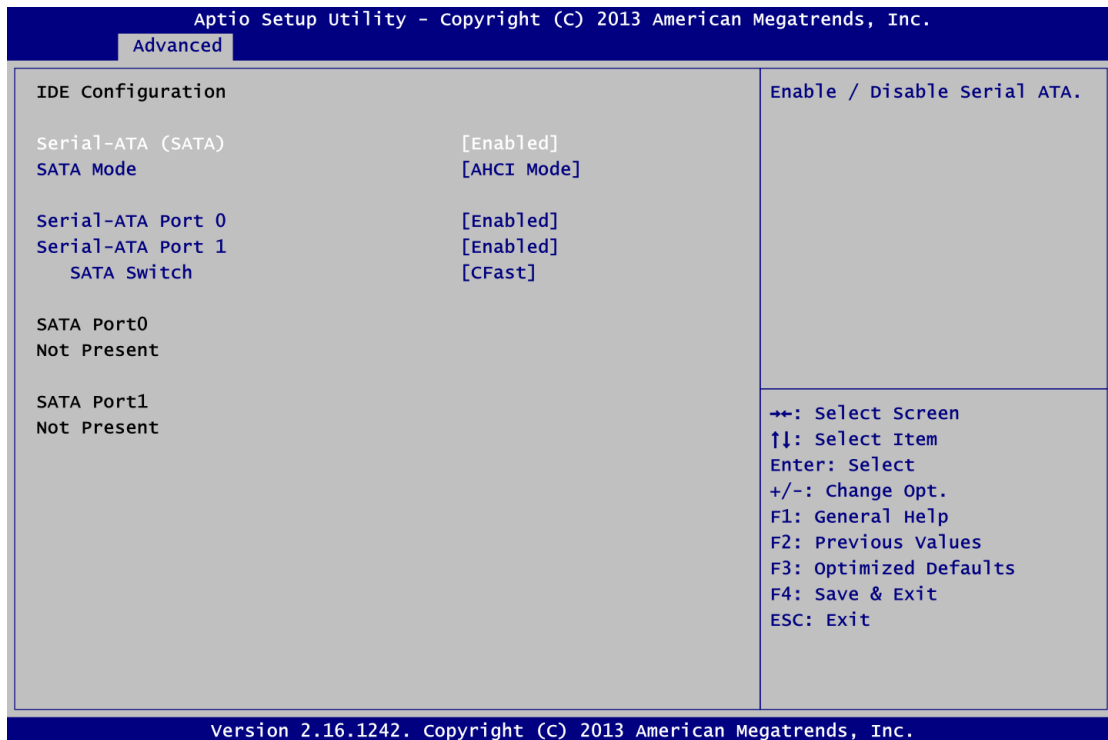 Aptio Setup Utility - Copyright (C) 2013 American Megatrends, Inc.
Advanced
IDE Configuration
Serial-ATA (SATA) [Enabled]
SATA Mode [AHCI Mode]
Serial-ATA Port 0 [Enabled]
Serial-ATA Port 1 [Enabled]
SATA Switch [CFast]
SATA Port0
Not Present
SATA Port1
Not Present
Enable / Disable Serial ATA.
→←: Select Screen
↑↓: Select Item
Enter: Select
+/-: Change Opt.
F1: General Help
F2: Previous Values
F3: Optimized Defaults
F4: Save & Exit
ESC: Exit
Version 2.16.1242. Copyright (C) 2013 American Megatrends, Inc.